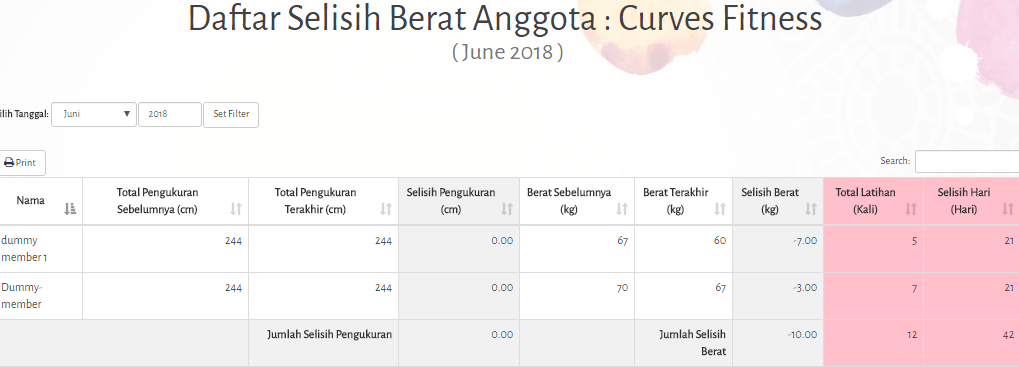 Daftar Selisih Berat Anggota : Curves Fitness
( June 2018 )
ilih Tanggal: Juni 2018 Set Filter
Print Search:
Nama Total Pengukuran Sebelumnya (cm) Total Pengukuran Terakhir (cm) Selisih Pengukuran (cm) Berat Sebelumnya (kg) Berat Terakhir (kg) Selisih Berat (kg) Total Latihan (Kali) Selisih Hari (Hari)
dummy member 1 244 244 0.00 67 60 -7.00 5 21
Dummy-member 244 244 0.00 70 67 -3.00 7 21
Jumlah Selisih Pengukuran 0.00 Jumlah Selisih Berat -10.00 12 42